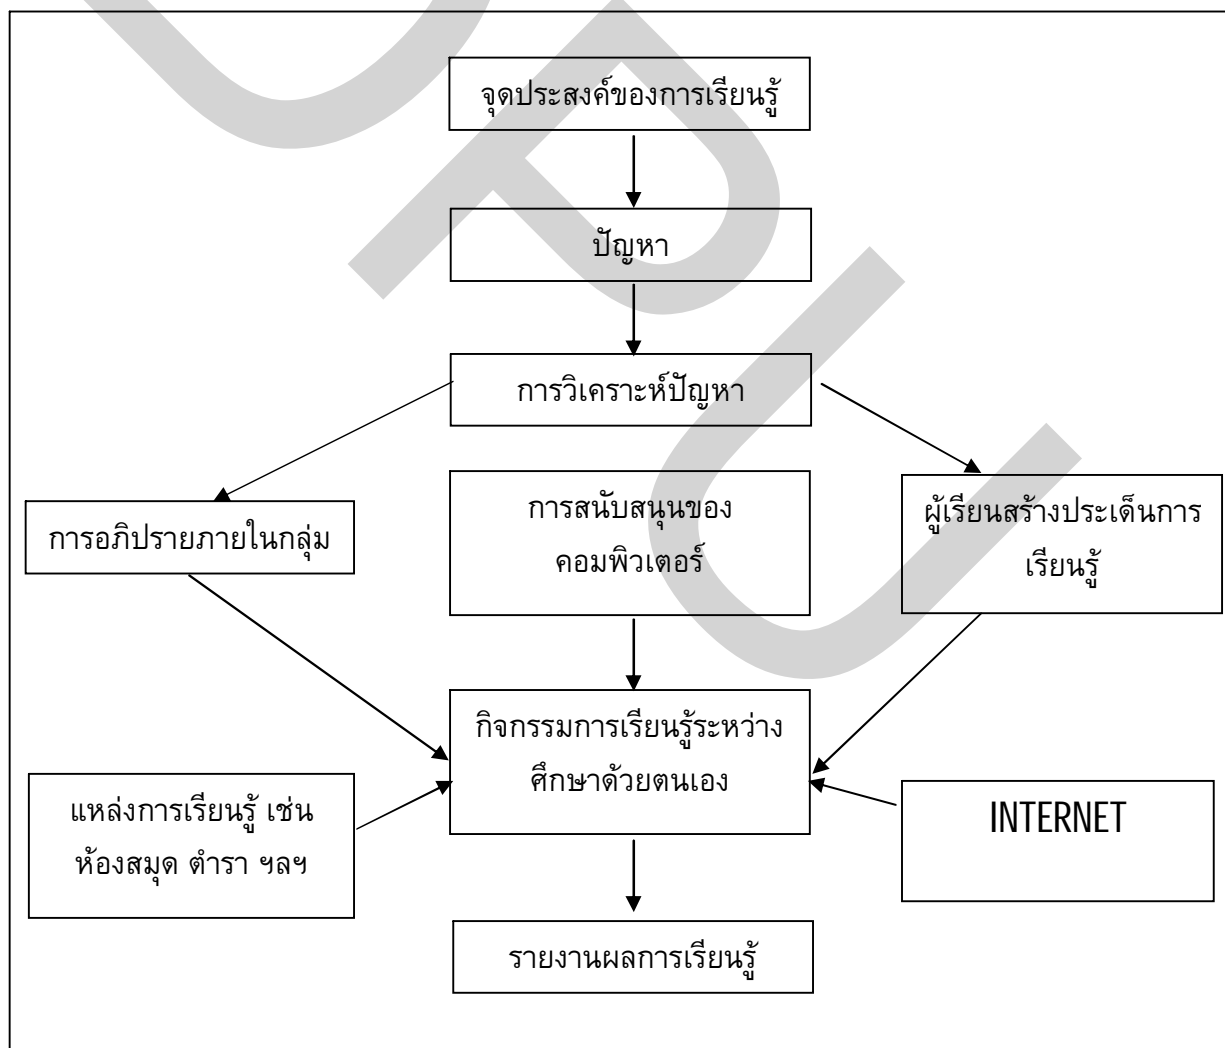 จุดประสงค์ของการเรียนรู้
ปัญหา
การวิเคราะห์ปัญหา
การอภิปรายภายในกลุ่ม
การสนับสนุนของ
คอมพิวเตอร์
ผู้เรียนสร้างประเด็นการ
เรียนรู้
กิจกรรมการเรียนรู้ระหว่าง
ศึกษาด้วยตนเอง
แหล่งการเรียนรู้ เช่น
ห้องสมุด ตำรา ฯลฯ
INTERNET
รายงานผลการเรียนรู้
DPU